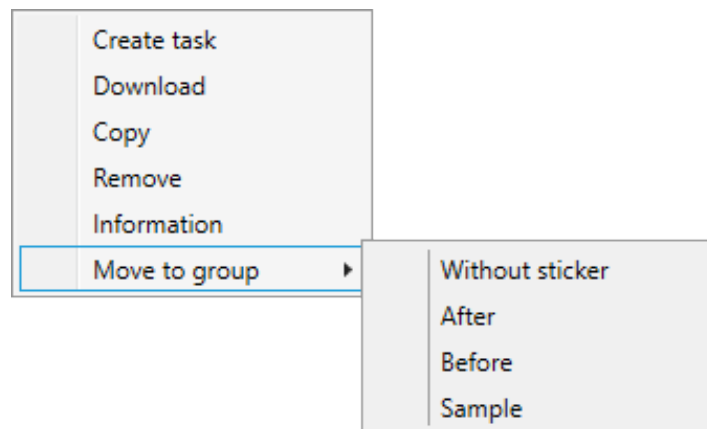 Create task
Download
Copy
Remove
Information
Move to group
Without sticker
After
Before
Sample